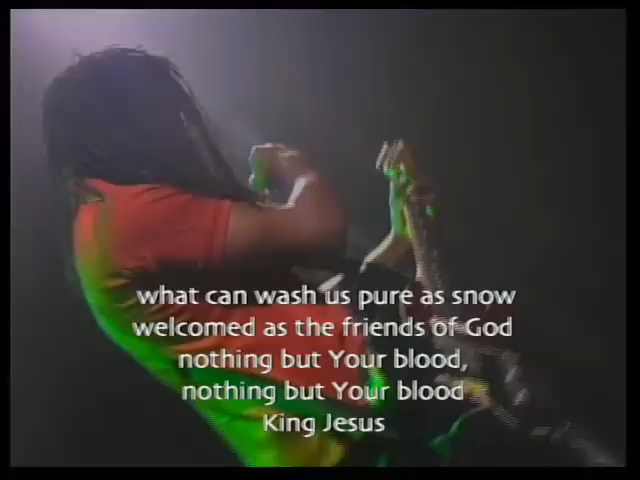 what can wash us pure as snow
welcomed as the friends of God
nothing but Your blood,
nothing but Your blood
King Jesus